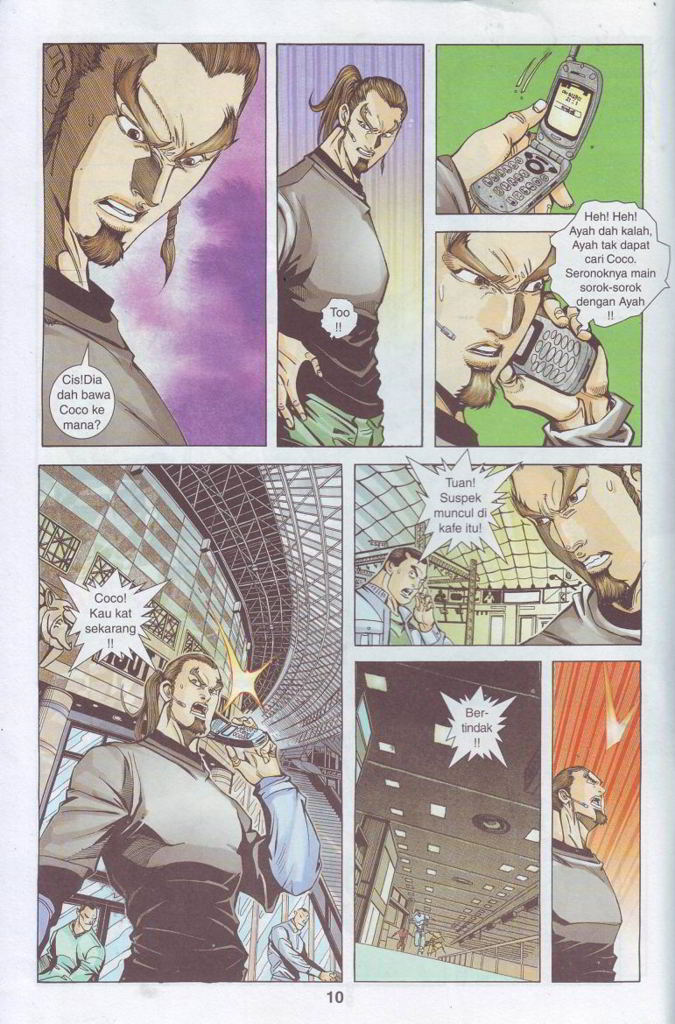 Cis!Dia
dah bawa
Coco ke
mana?
Too
!!
Heh! Heh!
Ayah dah kalah,
Ayah tak dapat
cari Coco.
Seronoknya main
sorok-sorok
dengan Ayah
!!
Coco!
Kau kat
sekarang
!!
Tuan!
Suspek
muncul di
kafe itu!
Ber-
tindak
!!
10